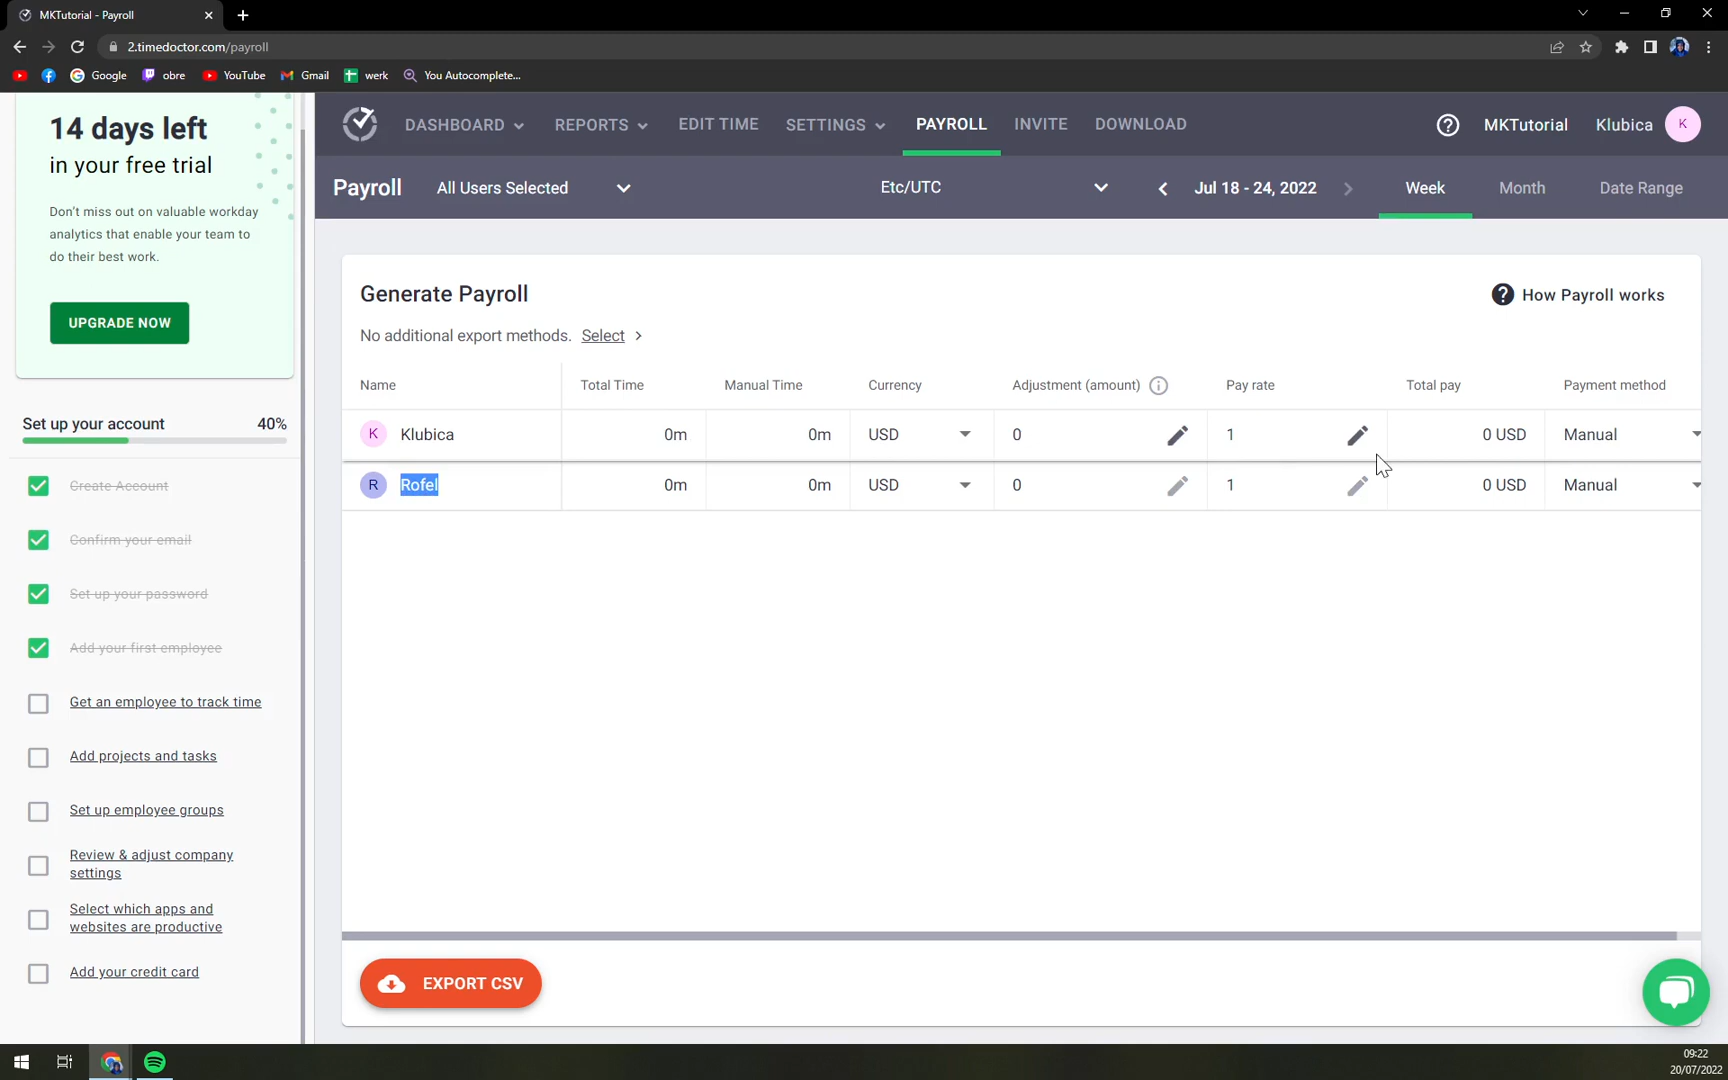 MKTutorial - Payroll
2.timedoctor.com/payroll
Google
obre
YouTube
Gmail
werk
You Autocomplete...
14 days left
in your free trial
Don't miss out on valuable workday
analytics that enable your team to
do their best work.
UPGRADE NOW
Set up your account 40%
Create Account
Confirm your email
Set up your password
Add your first employee
Get an employee to track time
Add projects and tasks
Set up employee groups
Review & adjust company
settings
Select which apps and
websites are productive
Add your credit card
DASHBOARD REPORTS EDIT TIME SETTINGS PAYROLL INVITE DOWNLOAD ? MKTutorial Klubica K
Payroll All Users Selected Etc/UTC Jul 18 - 24, 2022 Week Month Date Range
Generate Payroll
? How Payroll works
No additional export methods. Select >
Name Total Time Manual Time Currency Adjustment (amount) i Pay rate Total pay Payment method
K Klubica 0m 0m USD 0 1 0 USD Manual
R Rofel 0m 0m USD 0 1 0 USD Manual
EXPORT CSV
09:22
20/07/2022